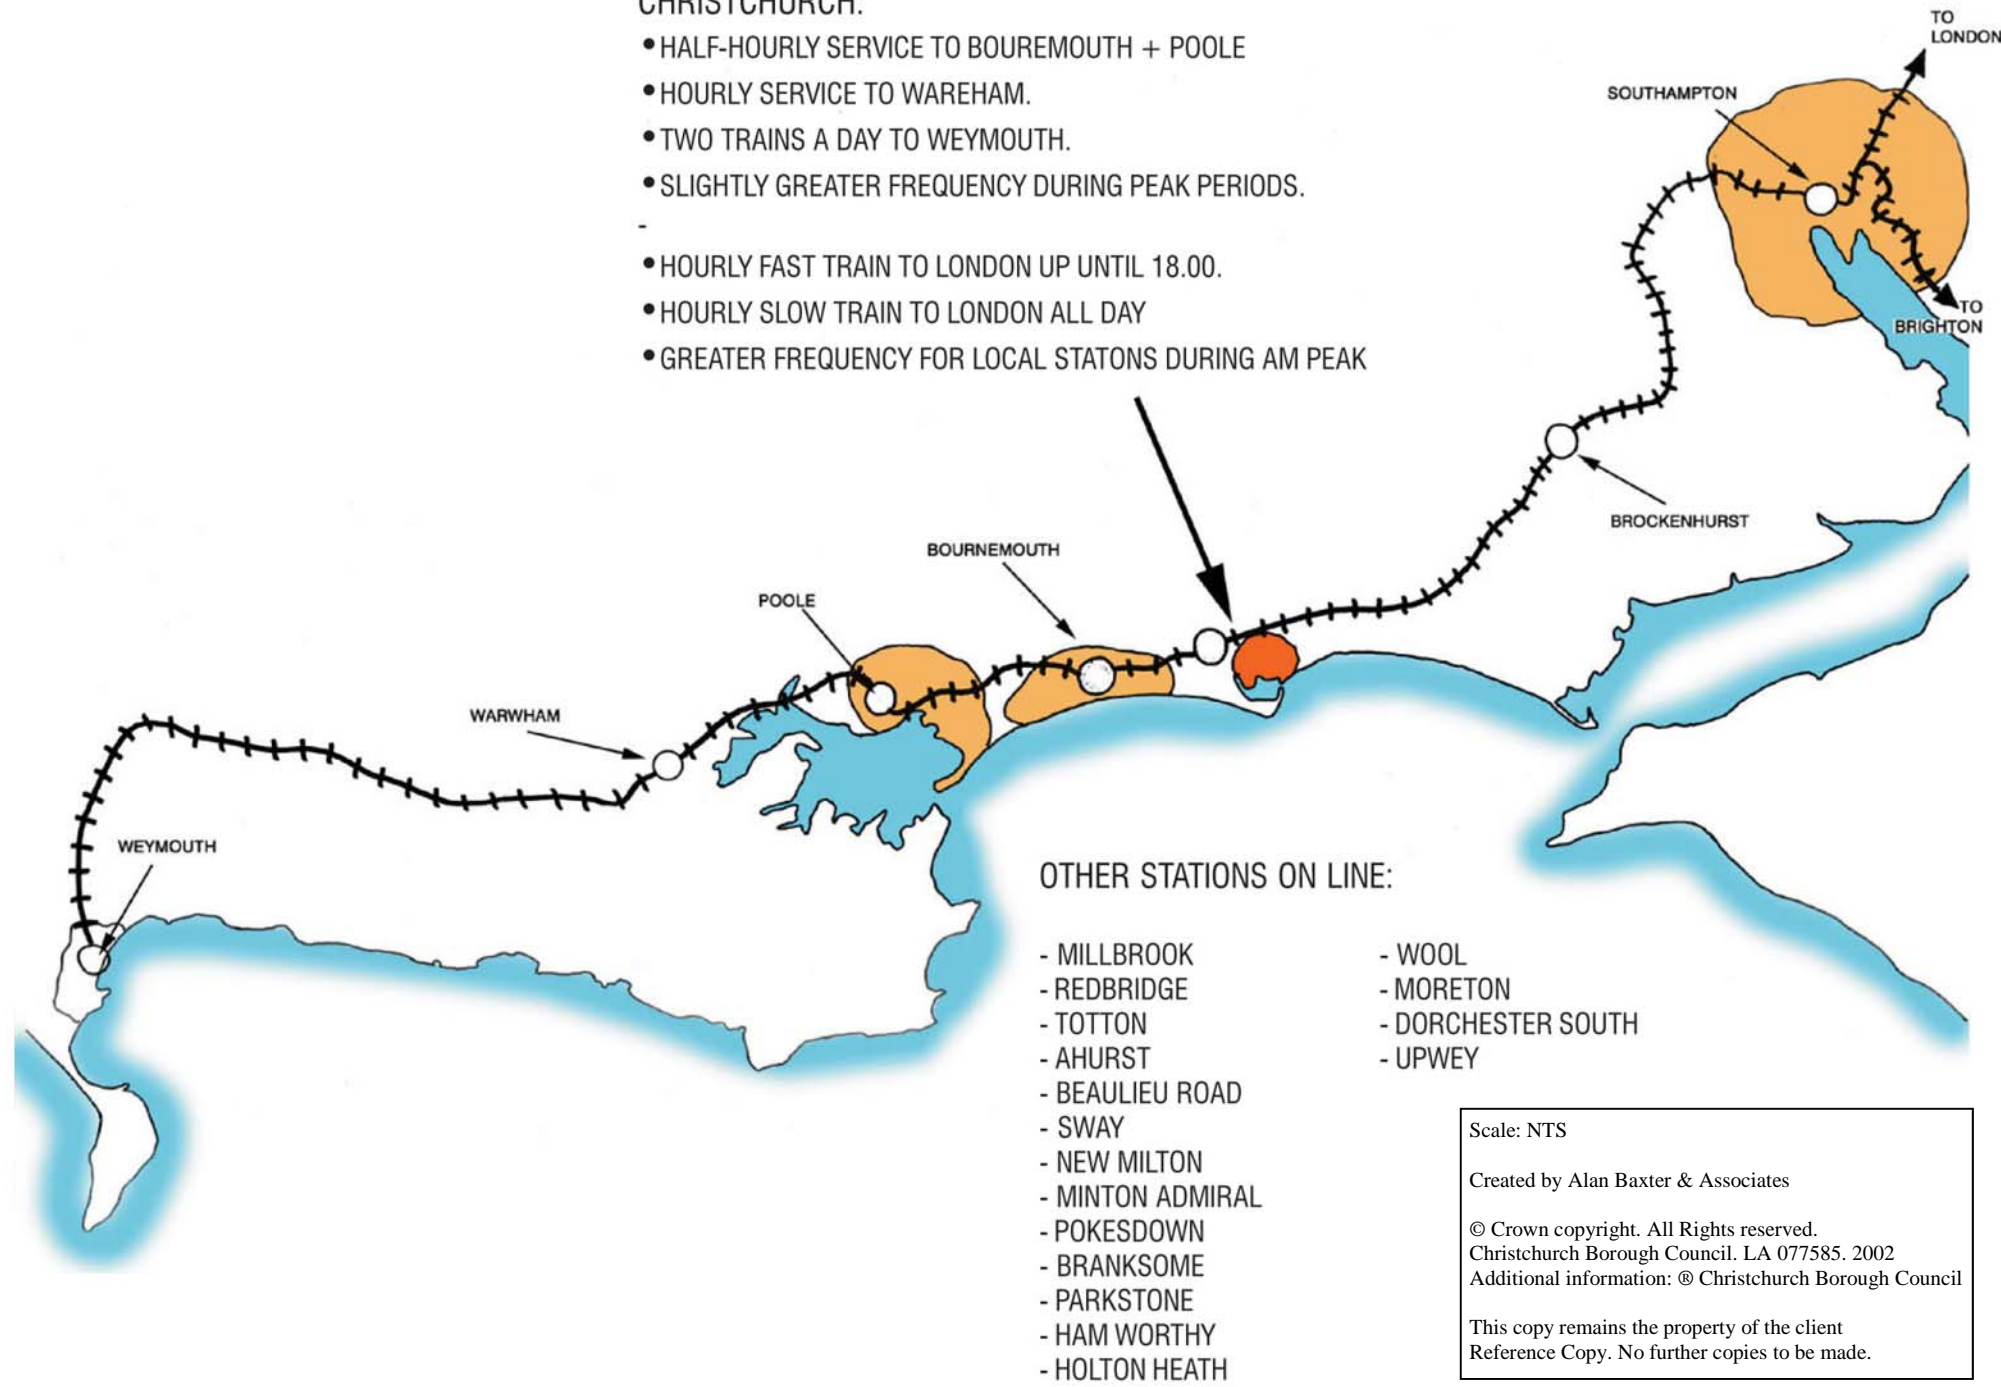 CHRISTCHURCH:
•HALF-HOURLY SERVICE TO BOUREMOUTH + POOLE
•HOURLY SERVICE TO WAREHAM.
•TWO TRAINS A DAY TO WEYMOUTH.
•SLIGHTLY GREATER FREQUENCY DURING PEAK PERIODS.
-
•HOURLY FAST TRAIN TO LONDON UP UNTIL 18.00.
•HOURLY SLOW TRAIN TO LONDON ALL DAY
•GREATER FREQUENCY FOR LOCAL STATONS DURING AM PEAK
TO
LONDON
SOUTHAMPTON
TO
BRIGHTON
BROCKENHURST
BOURNEMOUTH
POOLE
WARWHAM
WEYMOUTH
OTHER STATIONS ON LINE:
- MILLBROOK
- REDBRIDGE
- TOTTON
- AHURST
- BEAULIEU ROAD
- SWAY
- NEW MILTON
- MINTON ADMIRAL
- POKESDOWN
- BRANKSOME
- PARKSTONE
- HAM WORTHY
- HOLTON HEATH
- WOOL
- MORETON
- DORCHESTER SOUTH
- UPWEY
Scale: NTS
Created by Alan Baxter & Associates
© Crown copyright. All Rights reserved.
Christchurch Borough Council. LA 077585. 2002
Additional information: ® Christchurch Borough Council
This copy remains the property of the client
Reference Copy. No further copies to be made.